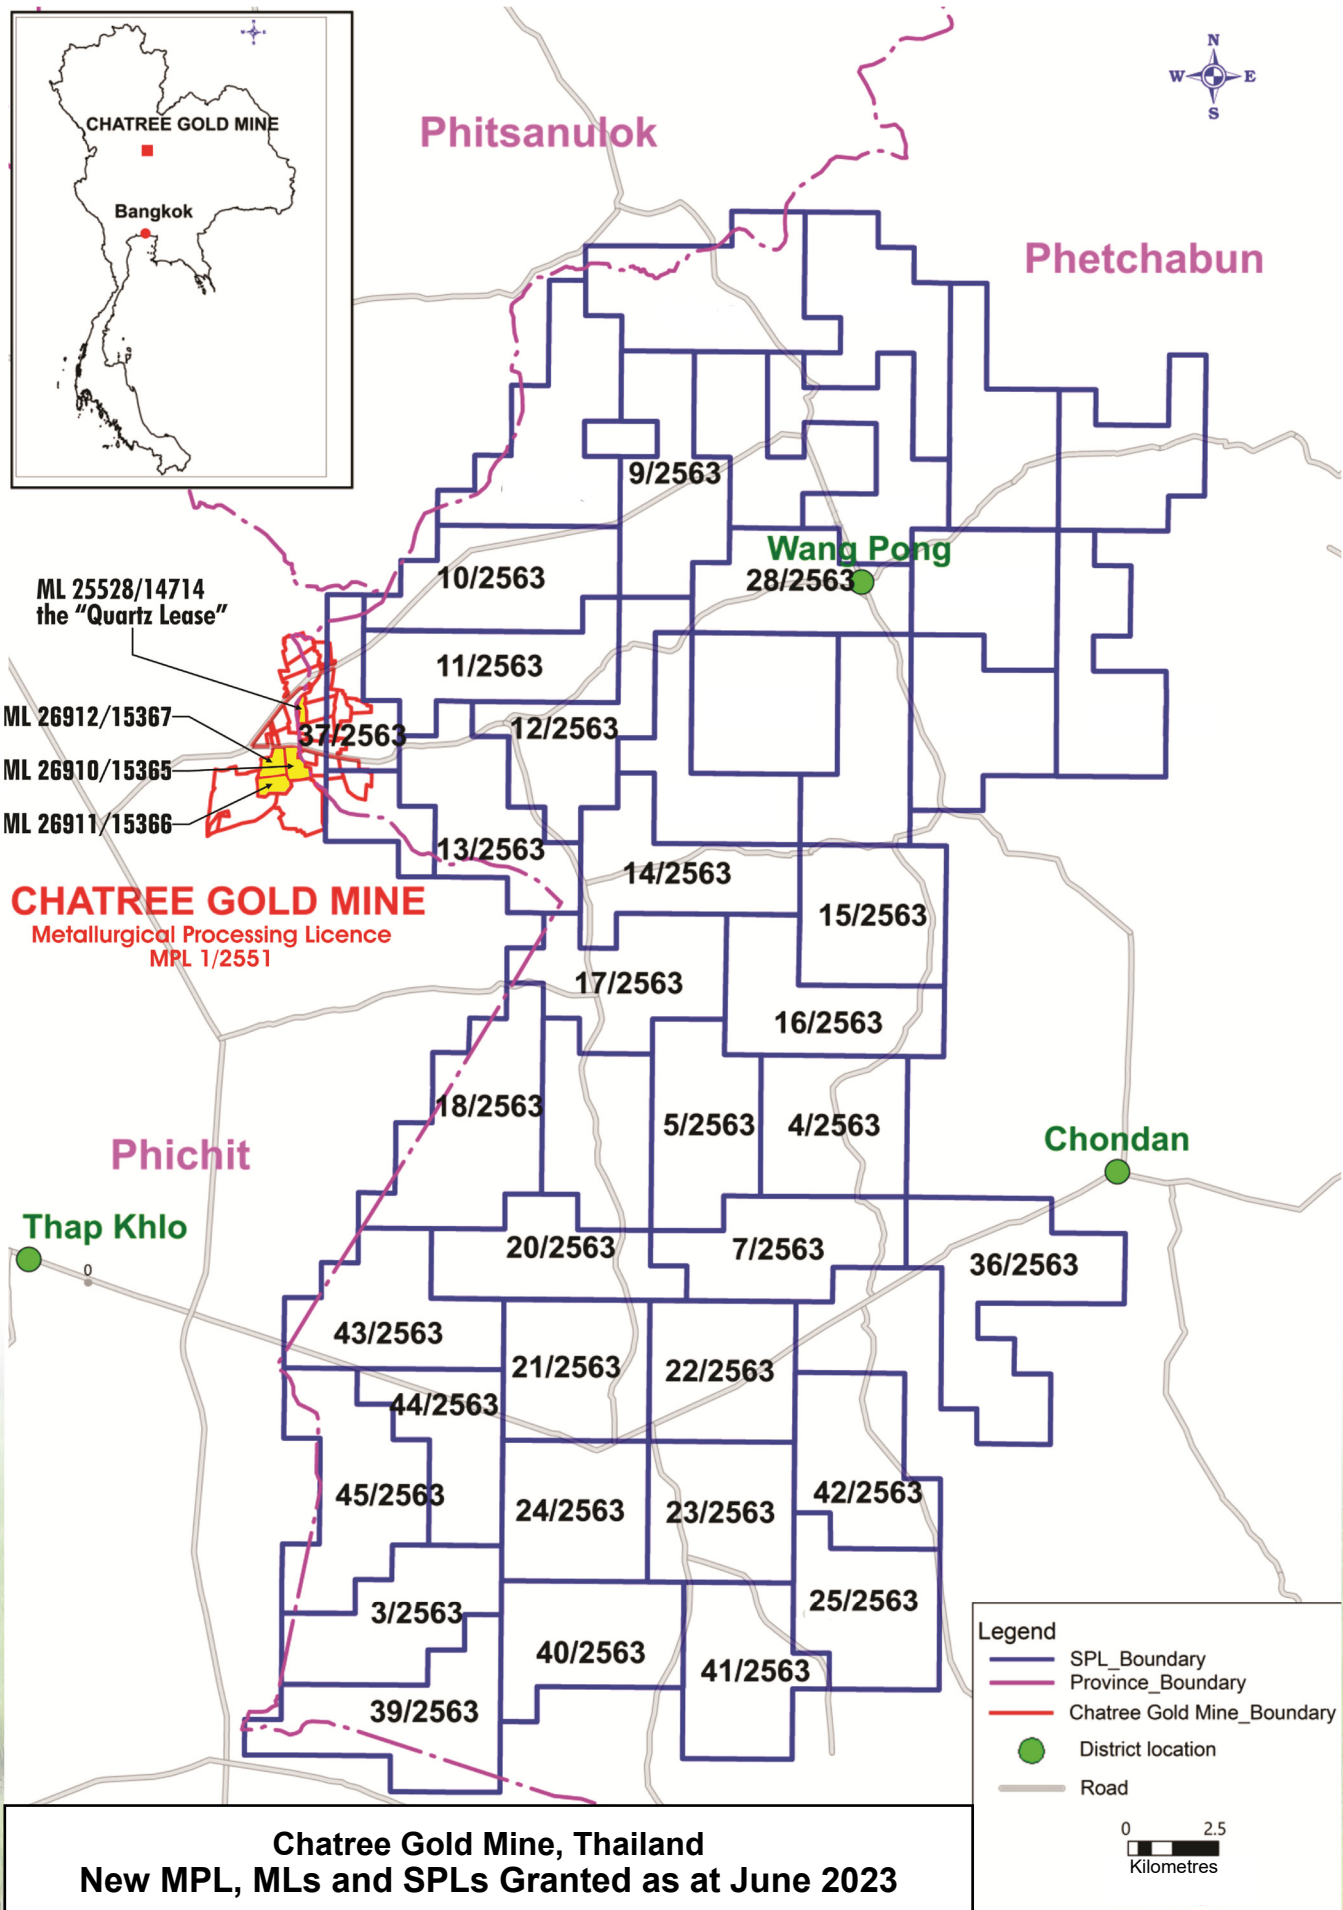 CHATREE GOLD MINE
Bangkok
Phitsanulok
N
W E
S
Phetchabun
9/2563
Wang Pong
28/2563
10/2563
ML 25528/14714
the “Quartz Lease”
11/2563
ML 26912/15367
37/2563
12/2563
ML 26910/15365
ML 26911/15366
13/2563
14/2563
CHATREE GOLD MINE
Metallurgical Processing Licence
MPL 1/2551
15/2563
17/2563
16/2563
18/2563
5/2563
4/2563
Phichit
Chondan
Thap Khlo
0
20/2563
7/2563
36/2563
43/2563
21/2563
22/2563
44/2563
45/2563
24/2563
23/2563
42/2563
3/2563
25/2563
40/2563
41/2563
39/2563
Legend
SPL_Boundary
Province_Boundary
Chatree Gold Mine_Boundary
District location
Road
0 2.5
Kilometres
Chatree Gold Mine, Thailand
New MPL, MLs and SPLs Granted as at June 2023